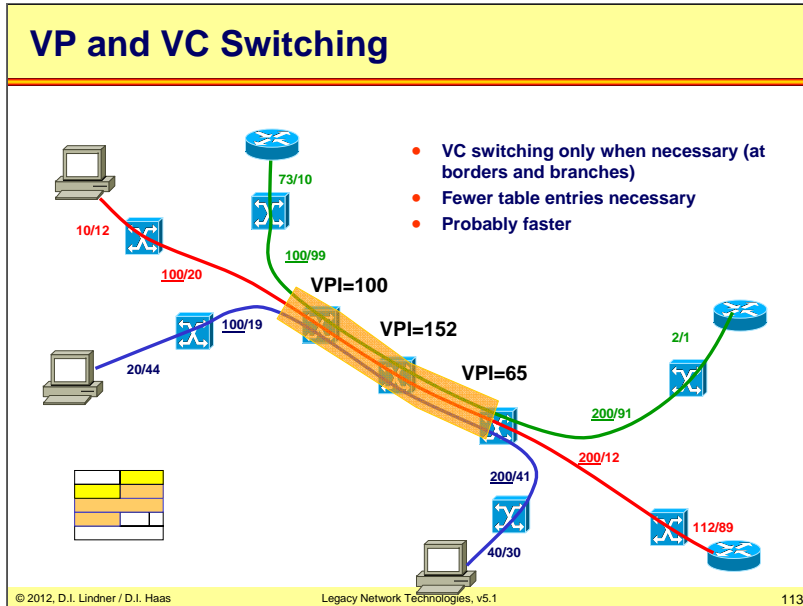 VP and VC Switching
• VC switching only when necessary (at
borders and branches)
• Fewer table entries necessary
• Probably faster
73/10
10/12
100/99
100/20
VPI=100
100/19
VPI=152
20/44
VPI=65
2/1
200/91
200/12
200/41
112/89
40/30
© 2012, D.I. Lindner / D.I. Haas
Legacy Network Technologies, v5.1
113